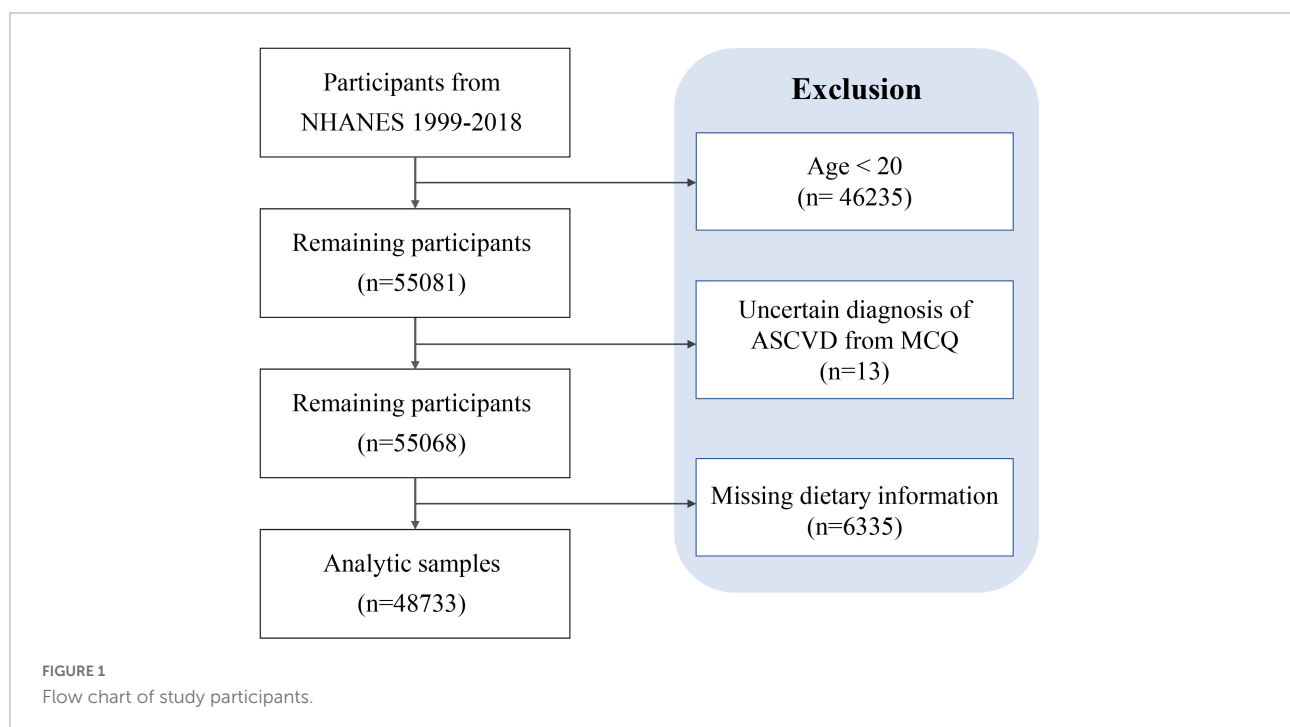 Participants from
NHANES 1999-2018
Exclusion
Age < 20
(n= 46235)
Remaining participants
(n=55081)
Uncertain diagnosis of
ASCVD from MCQ
(n=13)
Remaining participants
(n=55068)
Missing dietary information
(n=6335)
Analytic samples
(n=48733)
FIGURE 1
Flow chart of study participants.